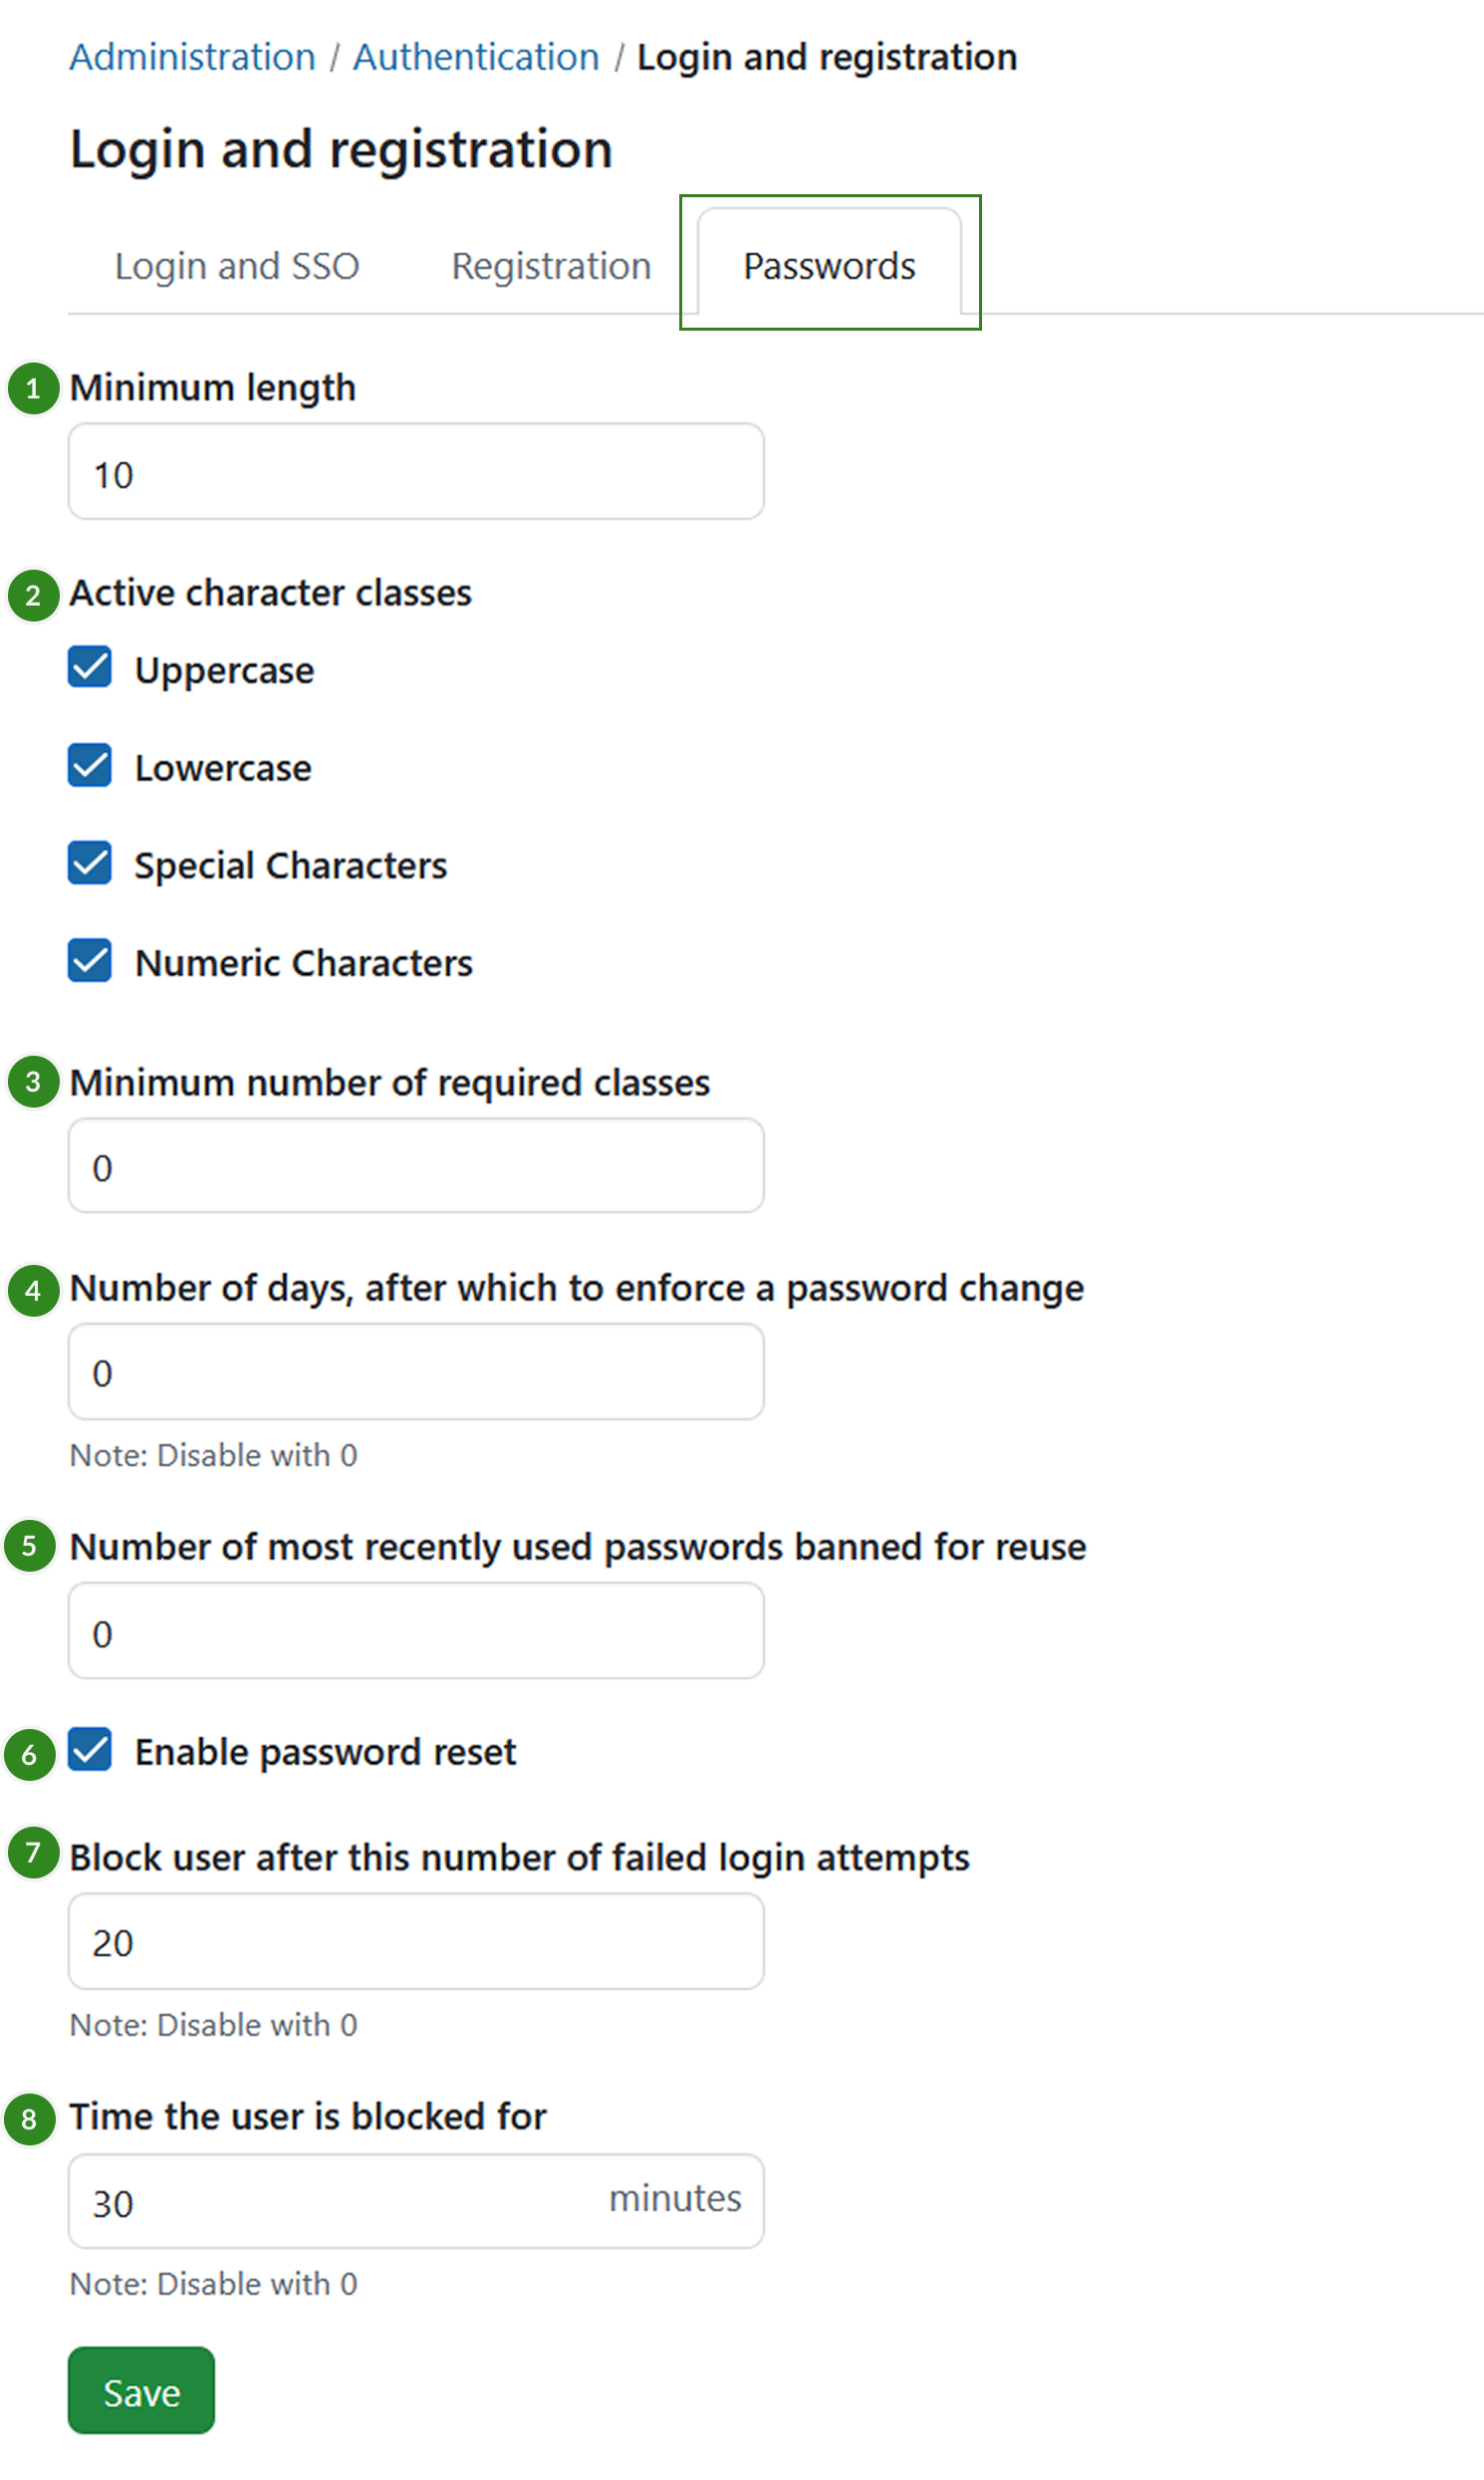 Administration / Authentication / Login and registration
Login and registration
Login and SSO Registration Passwords
1 Minimum length
10
2 Active character classes
Uppercase
Lowercase
Special Characters
Numeric Characters
3 Minimum number of required classes
0
4 Number of days, after which to enforce a password change
0
Note: Disable with 0
5 Number of most recently used passwords banned for reuse
0
6 Enable password reset
7 Block user after this number of failed login attempts
20
Note: Disable with 0
8 Time the user is blocked for
30 minutes
Note: Disable with 0
Save